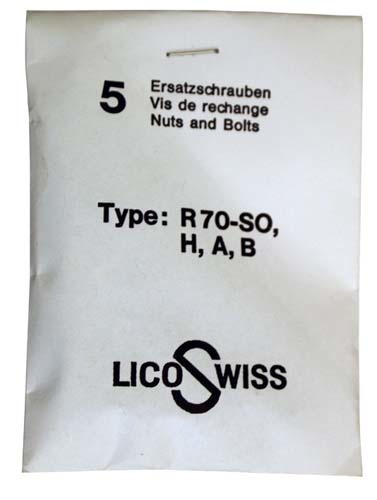 5 Ersatzschrauben
Vis de rechange
Nuts and Bolts
Type: R70-SO,
H, A, B
LICOSWISS